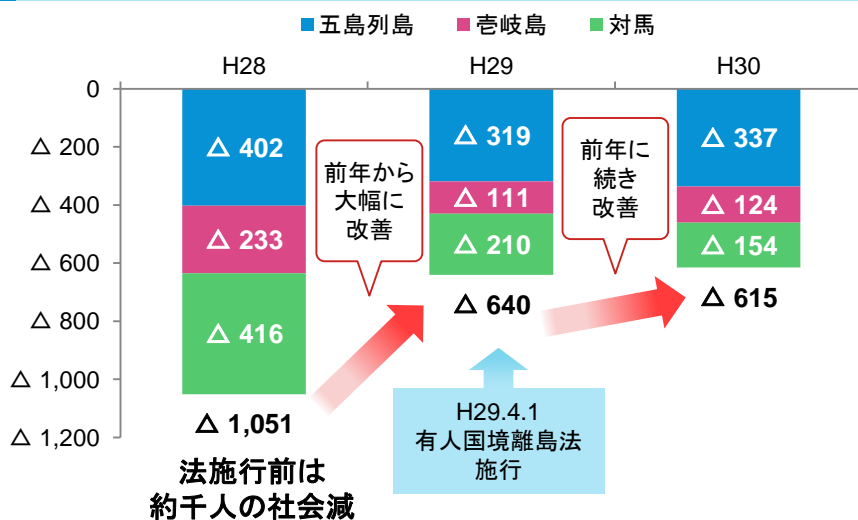 五島列島 壱岐島 対馬
H28 H29 H30
0
△ 200
△ 400
△ 600
△ 800
△ 1,000
△ 1,200
△ 402
△ 233
△ 416
△ 1,051
法施行前は
約千人の社会減
前年から
大幅に
改善
△ 319
△ 111
△ 210
△ 640
H29.4.1
有人国境離島法
施行
前年に
続き
改善
△ 337
△ 124
△ 154
△ 615